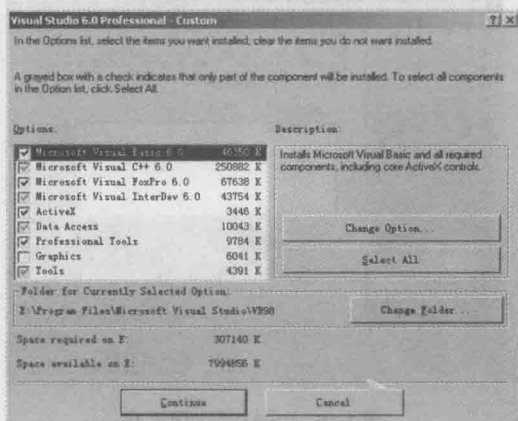 Visual Studio 6.0 Professional - Custom
In the Options list, select the items you want installed; clear the items you do not want installed.
A grayed box with a check indicates that only part of the component will be installed. To select all components
in the Option list, click Select All.
Options:
Microsoft Visual Basic 6.0 46350 K
Microsoft Visual C++ 6.0 250882 K
Microsoft Visual FoxPro 6.0 67638 K
Microsoft Visual InterDev 6.0 43754 K
ActiveX 3446 K
Data Access 10043 K
Professional Tools 9784 K
Graphics 6041 K
Tools 4391 K
Description:
Installs Microsoft Visual Basic and all required
components, including core ActiveX controls.
Change Option...
Select All
Folder for Currently Selected Option:
E:\Program Files\Microsoft Visual Studio\VB98
Change Folder...
Space required on E: 307140 K
Space available on E: 7994856 K
Continue
Cancel